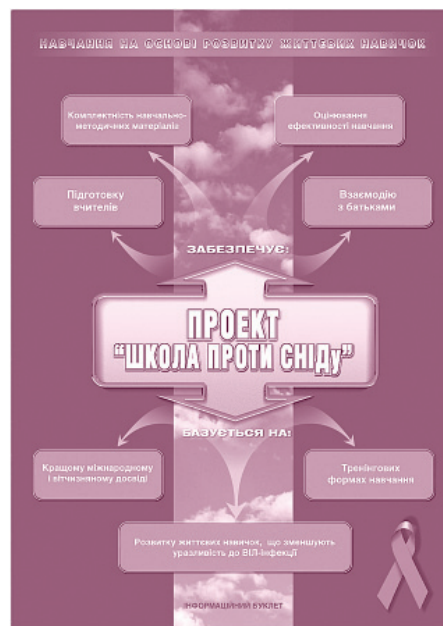 НАВЧАННЯ НА ОСНОВІ РОЗВИТКУ ЖИТТЄВИХ НАВИЧОК
Комплектність навчально-
методичних матеріалів
Оцінювання
ефективності навчання
Підготовку
вчителів
Взаємодію
з батьками
ЗАБЕЗПЕЧУЄ:
ПРОЕКТ
“ШКОЛА ПРОТИ СНІДу”
БАЗУЄТЬСЯ НА:
Кращому міжнародному
і вітчизняному досвіді
Тренінгових
формах навчання
Розвитку життєвих навичок, що зменшують
уразливість до ВІЛ-інфекції
ІНФОРМАЦІЙНИЙ БУКЛЕТ